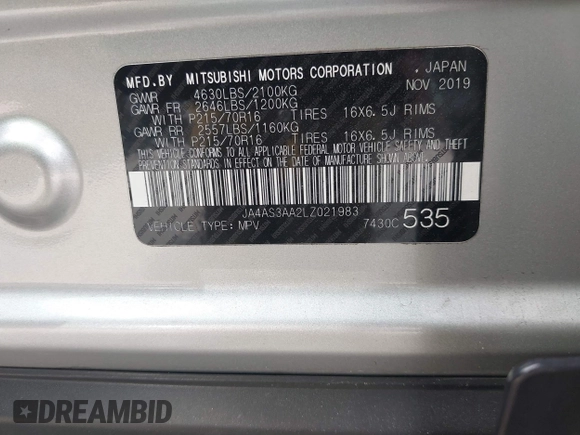 MFD.BY MITSUBISHI MOTORS CORPORATION , JAPAN
GVWR 4630LBS/2100KG NOV 2019
GAWR FR 2646LBS/1200KG
WITH P215/70R16 TIRES 16X6.5J RIMS
GAWR RR 2557LBS/1160KG
WITH P215/70R16 TIRES 16X6.5J RIMS
THIS VEHICLE CONFORMS TO ALL APPLICABLE FEDERAL MOTOR VEHICLE SAFETY AND THEFT
PREVENTION STANDARDS IN EFFECT ON THE DATE OF MANUFACTURE SHOWN ABOVE.
JA4AS3AA2LZ021983
VEHICLE TYPE: MPV 7430C 535
DREAMBID